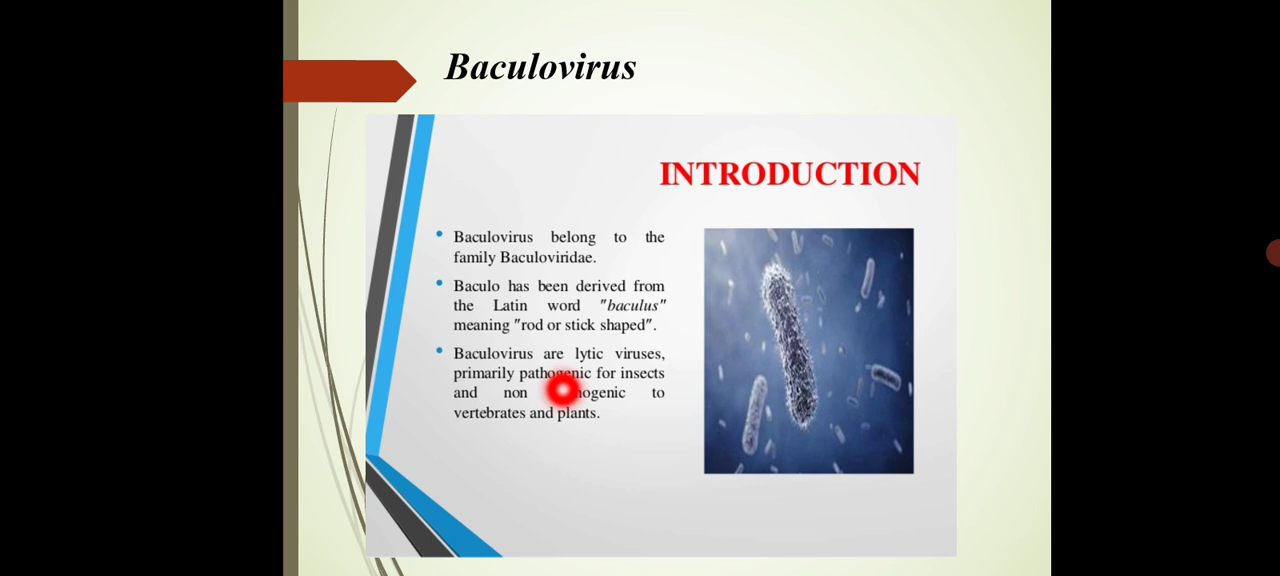 Baculovirus
INTRODUCTION
• Baculovirus belong to the
family Baculoviridae.
• Baculo has been derived from
the Latin word "baculus"
meaning "rod or stick shaped".
• Baculovirus are lytic viruses,
primarily pathogenic for insects
and non to
vertebrates and plants.